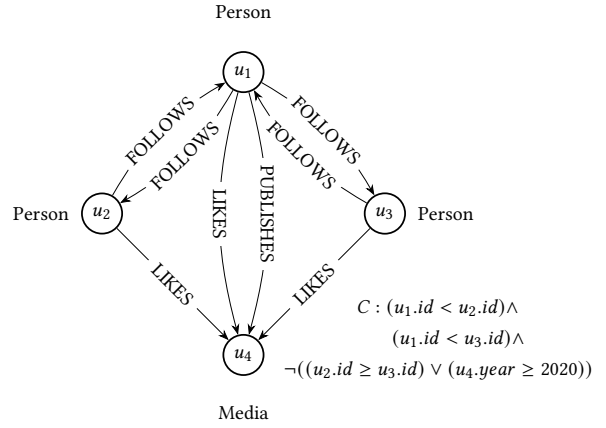 Person
u₁
FOLLOWS
FOLLOWS
FOLLOWS
FOLLOWS
LIKES
PUBLISHES
Person
u₂
u₃
Person
LIKES
LIKES
C : (u₁.id < u₂.id)∧
(u₁.id < u₃.id)∧
u₄
¬((u₂.id ≥ u₃.id) ∨ (u₄.year ≥ 2020))
Media